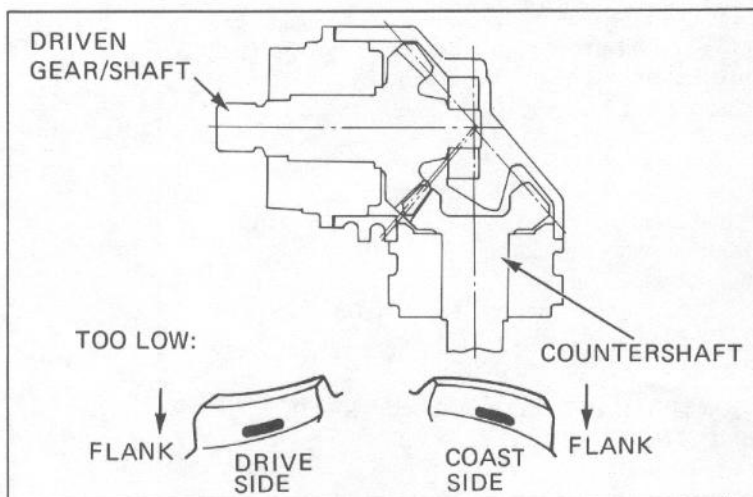 DRIVEN
GEAR/SHAFT
TOO LOW:
COUNTERSHAFT
FLANK
DRIVE
SIDE
COAST
SIDE
FLANK